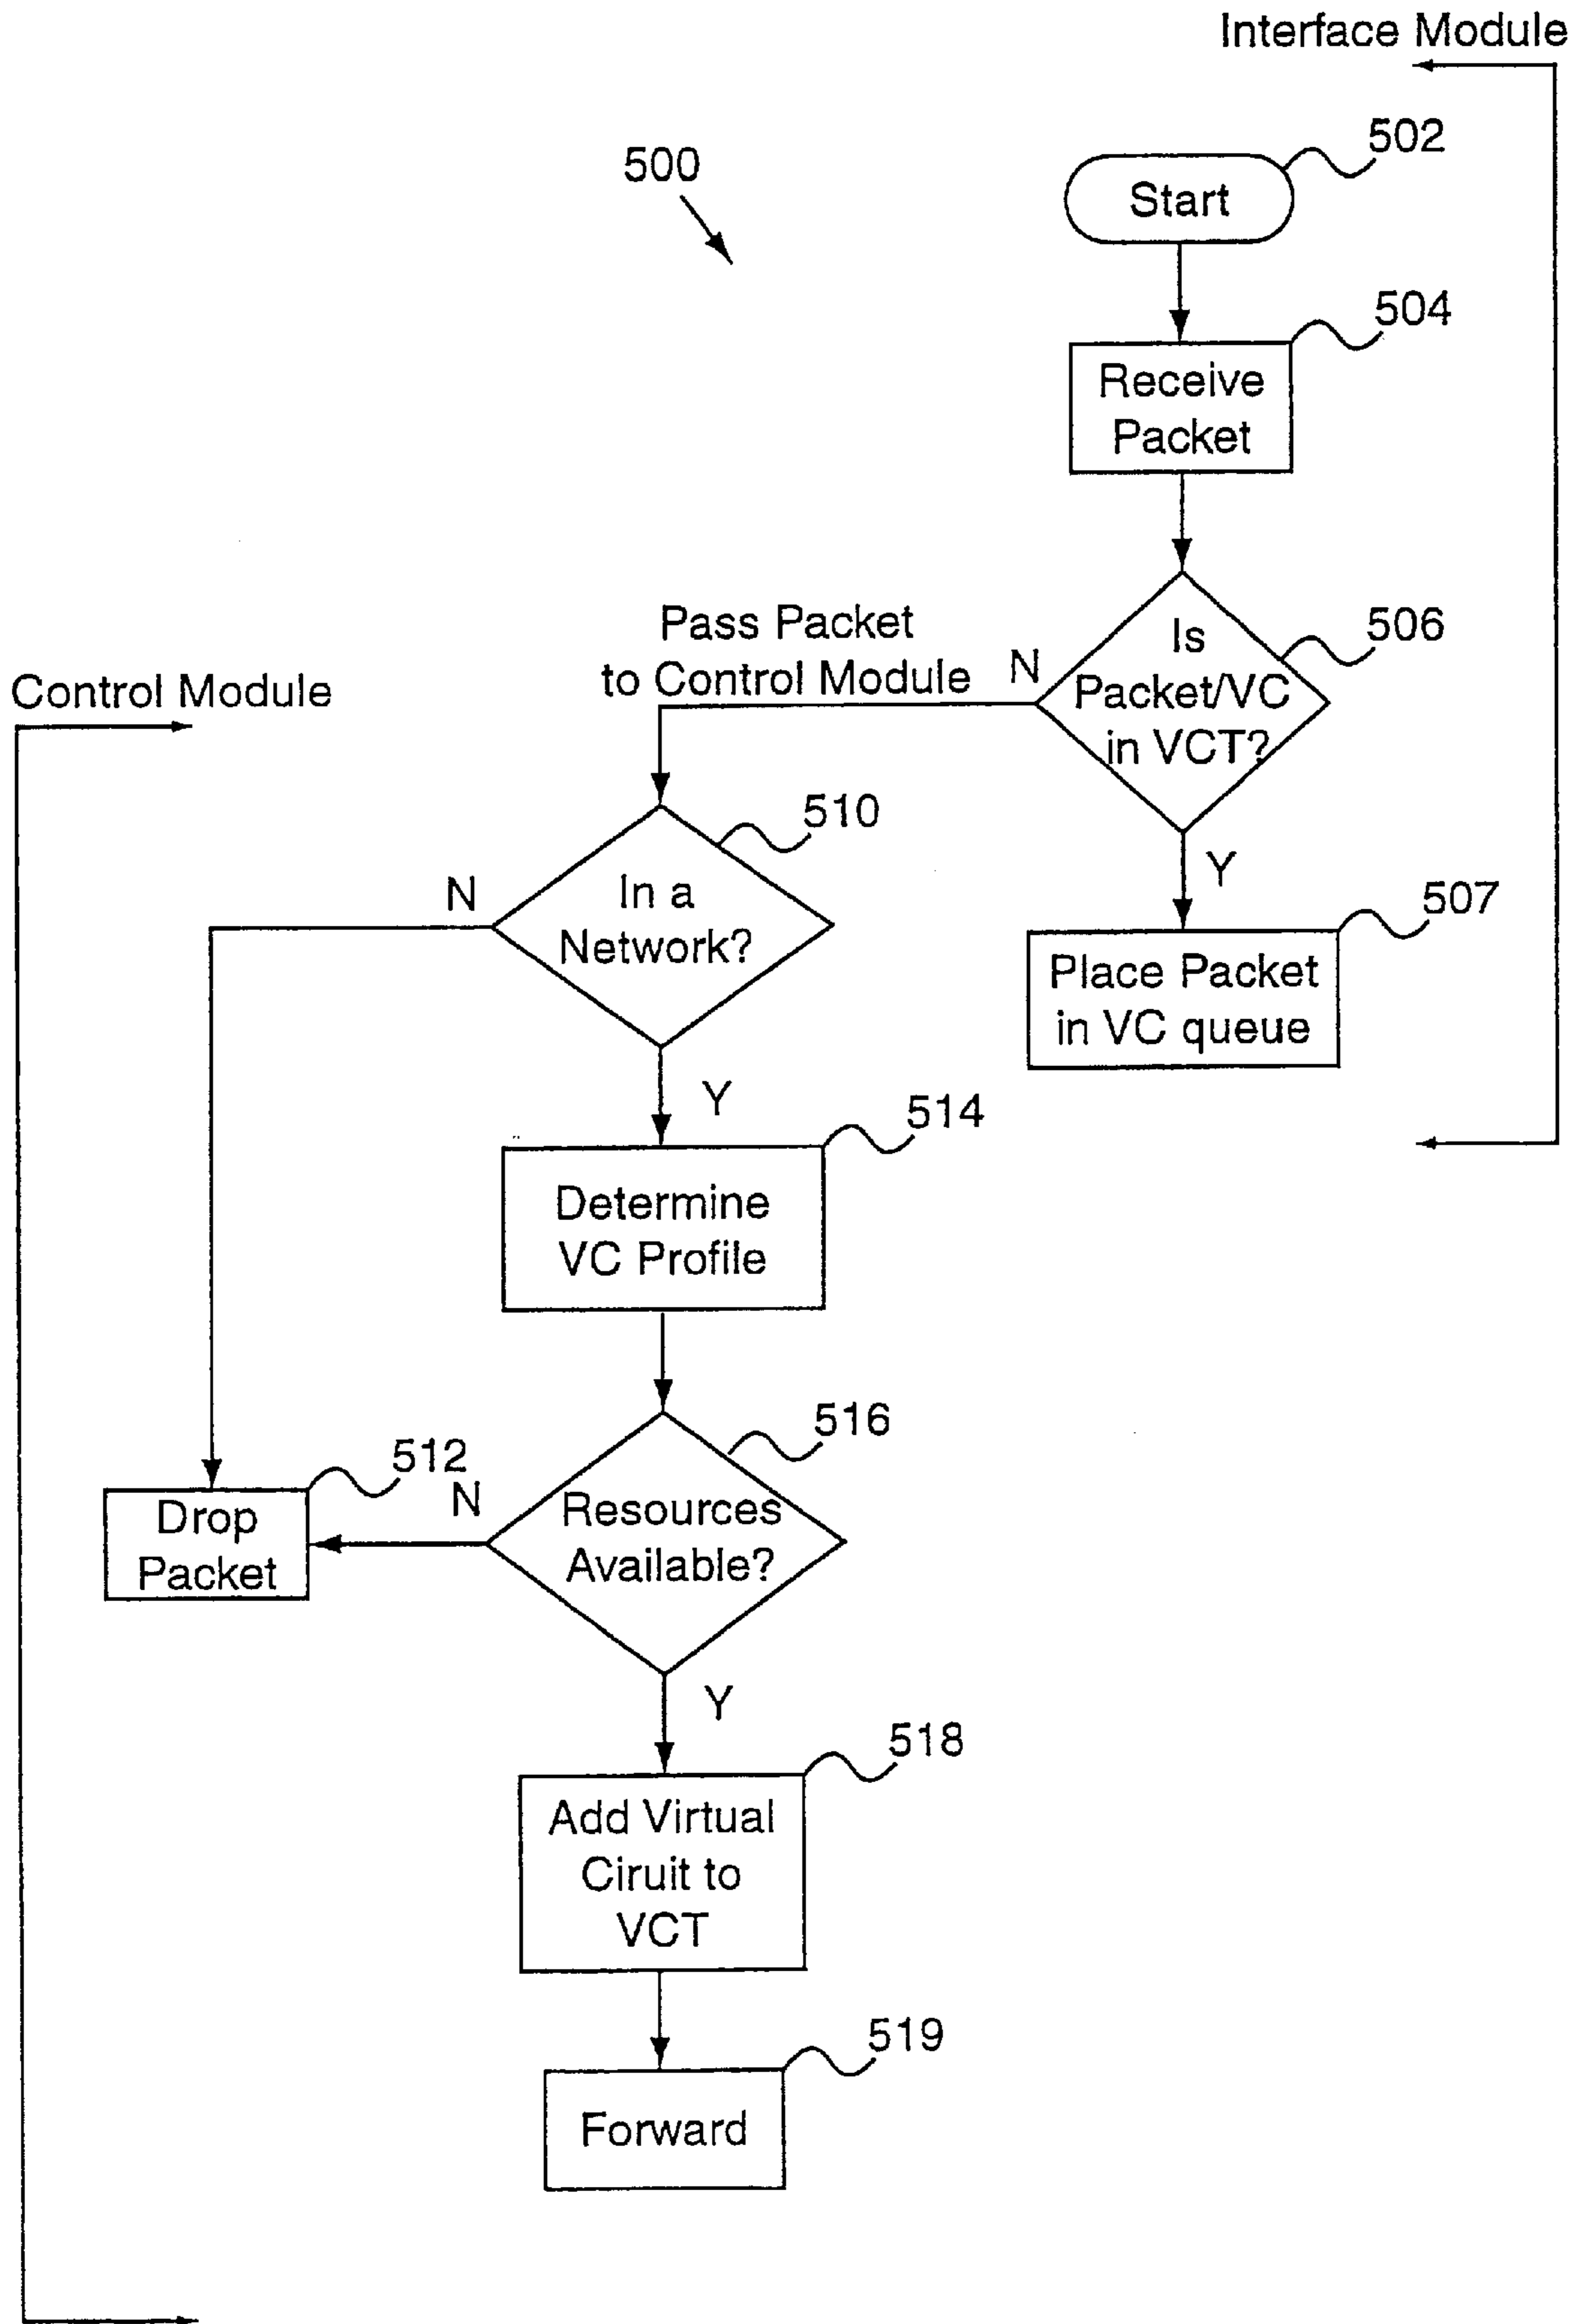 Interface Module
502
500
Start
504
Receive
Packet
Pass Packet
to Control Module
N
Is
Packet/VC
in VCT?
506
Control Module
510
N
In a
Network?
Y
507
Place Packet
in VC queue
Y
514
Determine
VC Profile
516
512
N
Resources
Available?
Drop
Packet
Y
518
Add Virtual
Ciruit to
VCT
519
Forward